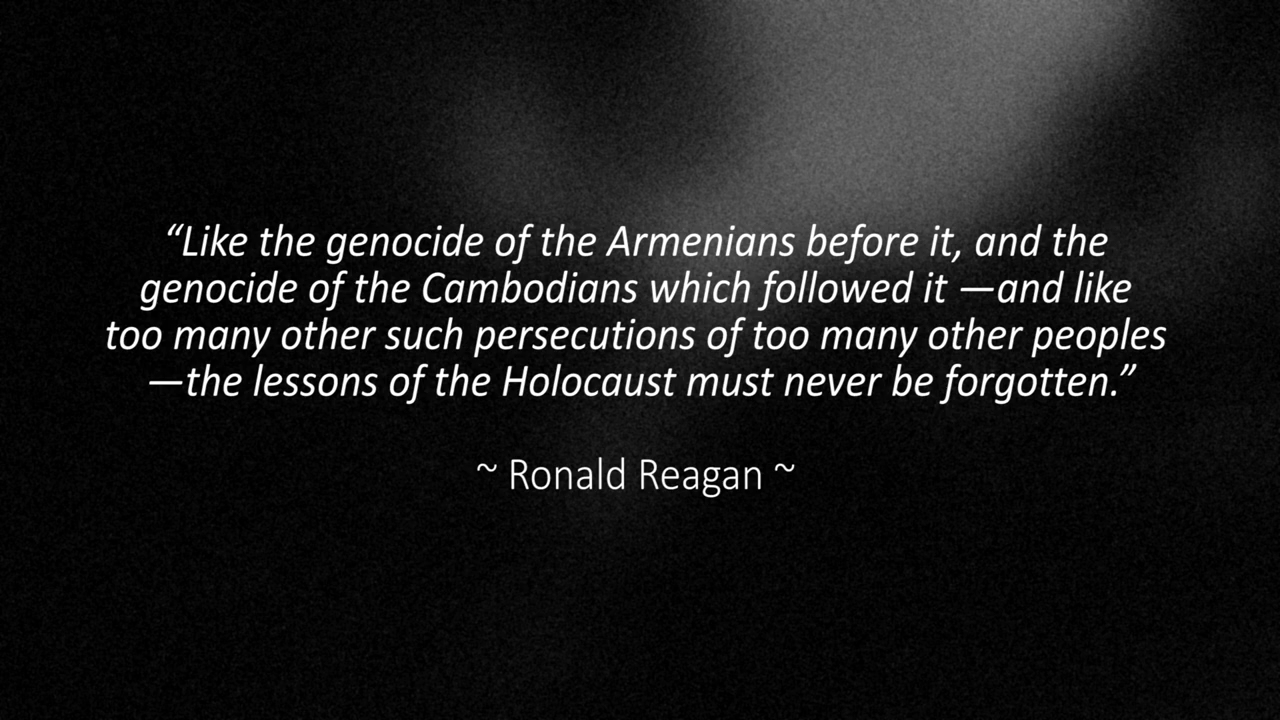 “Like the genocide of the Armenians before it, and the
genocide of the Cambodians which followed it —and like
too many other such persecutions of too many other peoples
—the lessons of the Holocaust must never be forgotten.”
~ Ronald Reagan ~